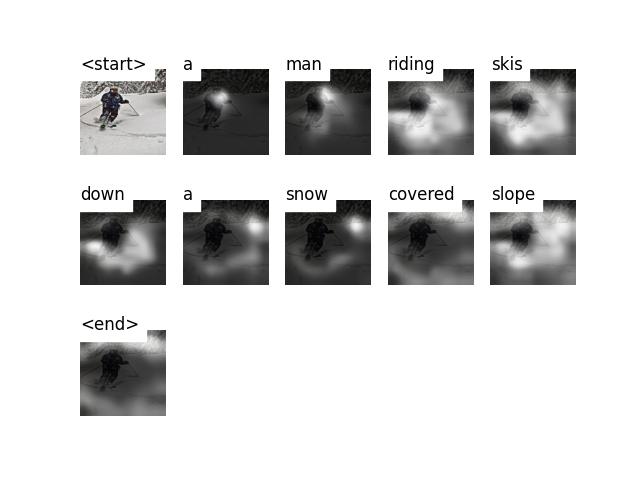 <start> a man riding skis
down a snow covered slope
<end>